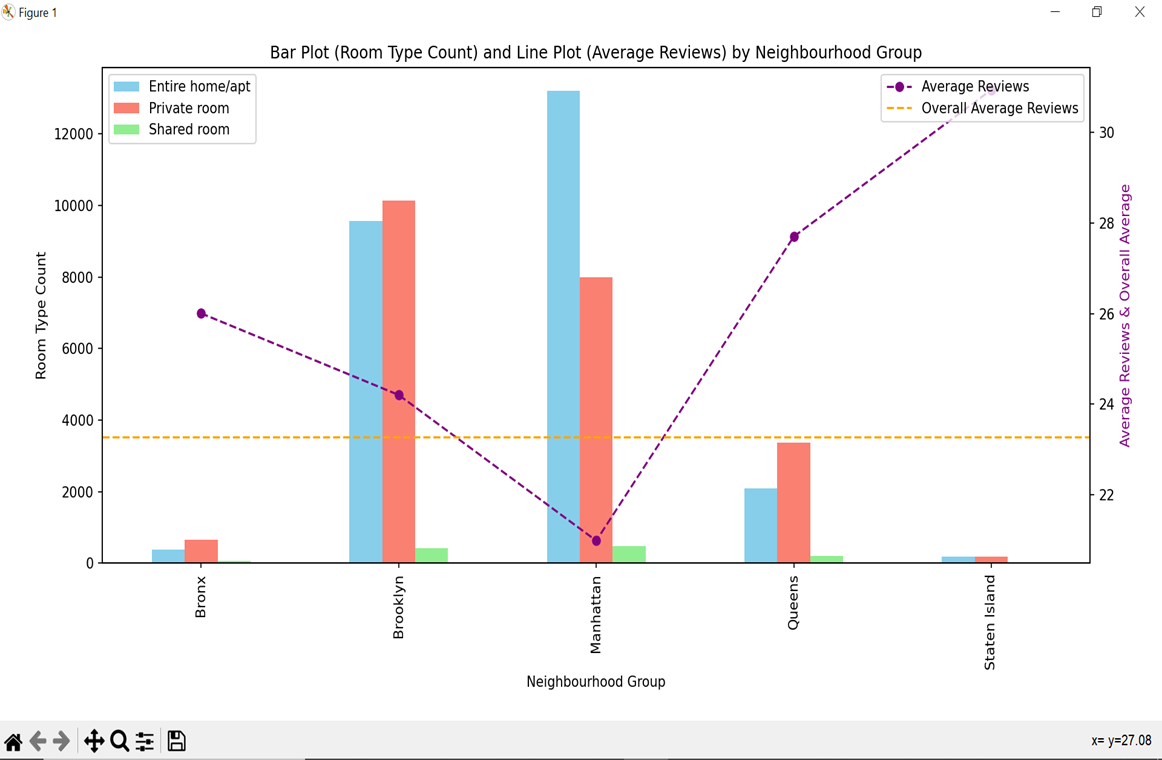 Figure 1
Bar Plot (Room Type Count) and Line Plot (Average Reviews) by Neighbourhood Group
Entire home/apt
Private room
Shared room
Average Reviews
Overall Average Reviews
12000
10000
8000
6000
4000
2000
0
Room Type Count
30
28
26
24
22
Average Reviews & Overall Average
Bronx
Brooklyn
Manhattan
Queens
Staten Island
Neighbourhood Group
x= y=27.08